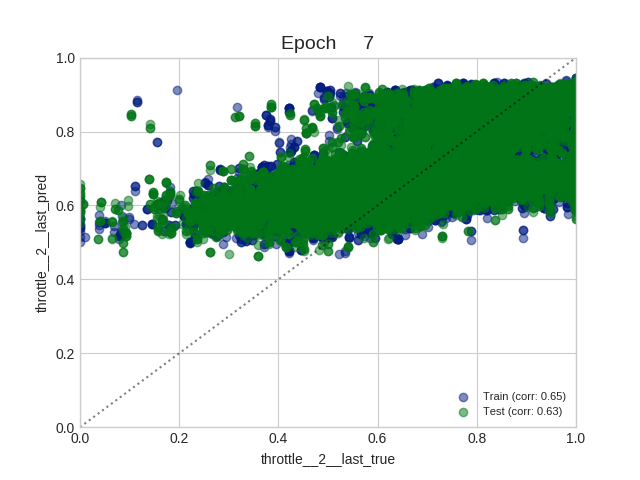 Epoch     7
1.0
0.8
0.6
0.4
0.2
0.0
throttle__2__last_pred
0.0
0.2
0.4
0.6
0.8
1.0
throttle__2__last_true
Train (corr: 0.65)
Test (corr: 0.63)